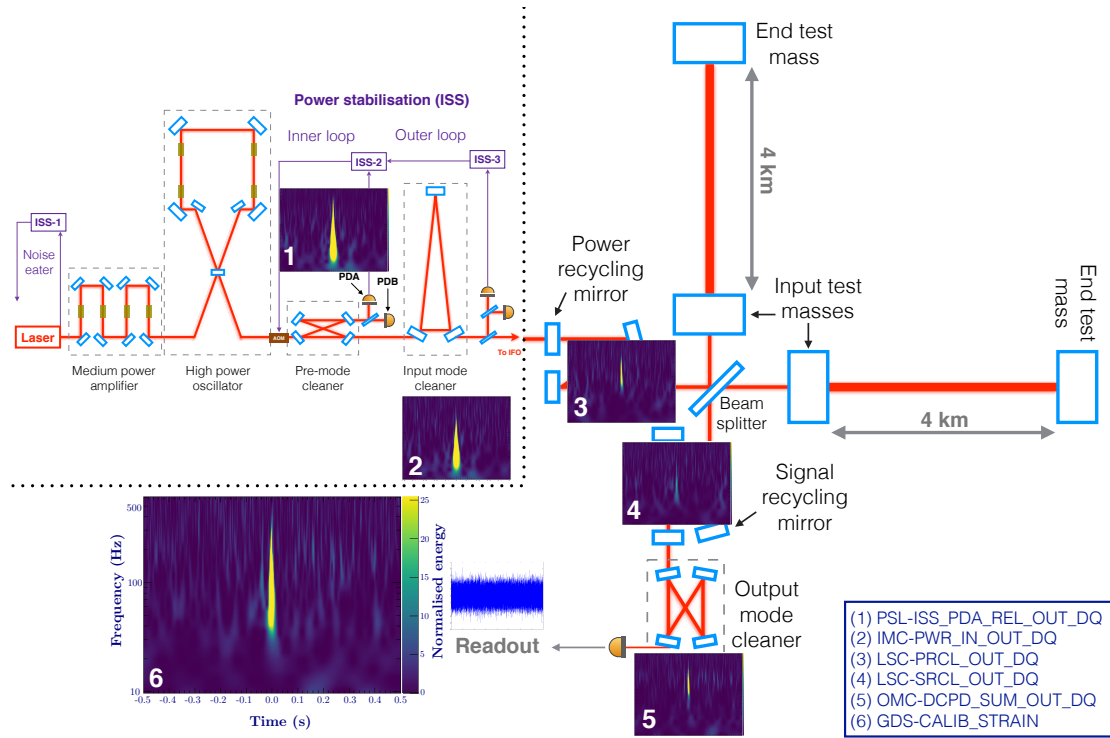 End test
mass
4 km
Power stabilisation (ISS)
Inner loop
Outer loop
ISS-1
ISS-2
ISS-3
Noise
eater
1
PDA
PDB
Laser
AOM
To IFO
Medium power
amplifier
High power
oscillator
Pre-mode
cleaner
Input mode
cleaner
2
Power
recycling
mirror
3
Input test
masses
End test
mass
Beam
splitter
4 km
4
Signal
recycling
mirror
Output
mode
cleaner
Readout
5
6
Frequency (Hz)
500
100
10
-0.5 -0.4 -0.3 -0.2 -0.1 0.0 0.1 0.2 0.3 0.4 0.5
Time (s)
25
20
15
10
5
0
Normalised energy
(1) PSL-ISS_PDA_REL_OUT_DQ
(2) IMC-PWR_IN_OUT_DQ
(3) LSC-PRCL_OUT_DQ
(4) LSC-SRCL_OUT_DQ
(5) OMC-DCPD_SUM_OUT_DQ
(6) GDS-CALIB_STRAIN